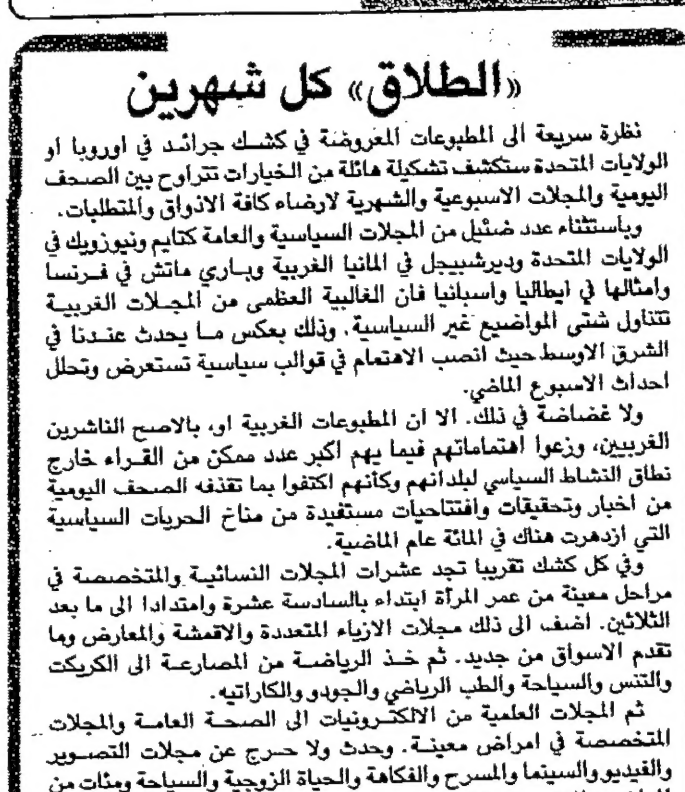 «الطلاق» كل شهرين
نظرة سريعة الى المطبوعات المعروضة في كشك جرائد في اوروبا او
الولايات المتحدة ستكشف تشكيلة هائلة من الخيارات تتراوح بين الصحف
اليومية والمجلات الاسبوعية والشهرية لارضاء كافة الاذواق والمتطلبات.
وباستثناء عدد ضئيل من المجلات السياسية والعامة كتايم ونيوزويك في
الولايات المتحدة وديرشبيجل في المانيا الغربية وباري ماتش في فرنسا
وامثالها في ايطاليا واسبانيا فان الغالبية العظمى من المجلات الغربية
تتناول شتى المواضيع غير السياسية. وذلك بعكس ما يحدث عندنا في
الشرق الاوسط حيث انصب الاهتمام في قوالب سياسية تستعرض وتحلل
احداث الاسبوع الماضي.
ولا غضاضة في ذلك. الا ان المطبوعات الغربية او، بالاصح الناشرين
الغربيين، وزعوا اهتماماتهم فيما يهم اكبر عدد ممكن من القراء خارج
نطاق النشاط السياسي لبلدانهم وكأنهم اكتفوا بما تقذفه الصحف اليومية
من اخبار وتحقيقات وافتتاحيات مستفيدة من مناخ الحريات السياسية
التي ازدهرت هناك في المائة عام الماضية.
وفي كل كشك تقريبا تجد عشرات المجلات النسائية والمتخصصة في
مراحل معينة من عمر المرأة ابتداء بالسادسة عشرة وامتدادا الى ما بعد
الثلاثين. اضف الى ذلك مجلات الازياء المتعددة والاقمشة والمعارض وما
تقدم الاسواق من جديد. ثم خذ الرياضة من المصارعة الى الكريكت
والتنس والسياحة والطب الرياضي والجودو والكاراتيه.
ثم المجلات العلمية من الالكترونيات الى الصحة العامة والمجلات
المتخصصة في امراض معينة. وحدث ولا حرج عن مجلات التصوير
والفيديو والسينما والمسرح والفكاهة والحياة الزوجية والسياحة ومئات من